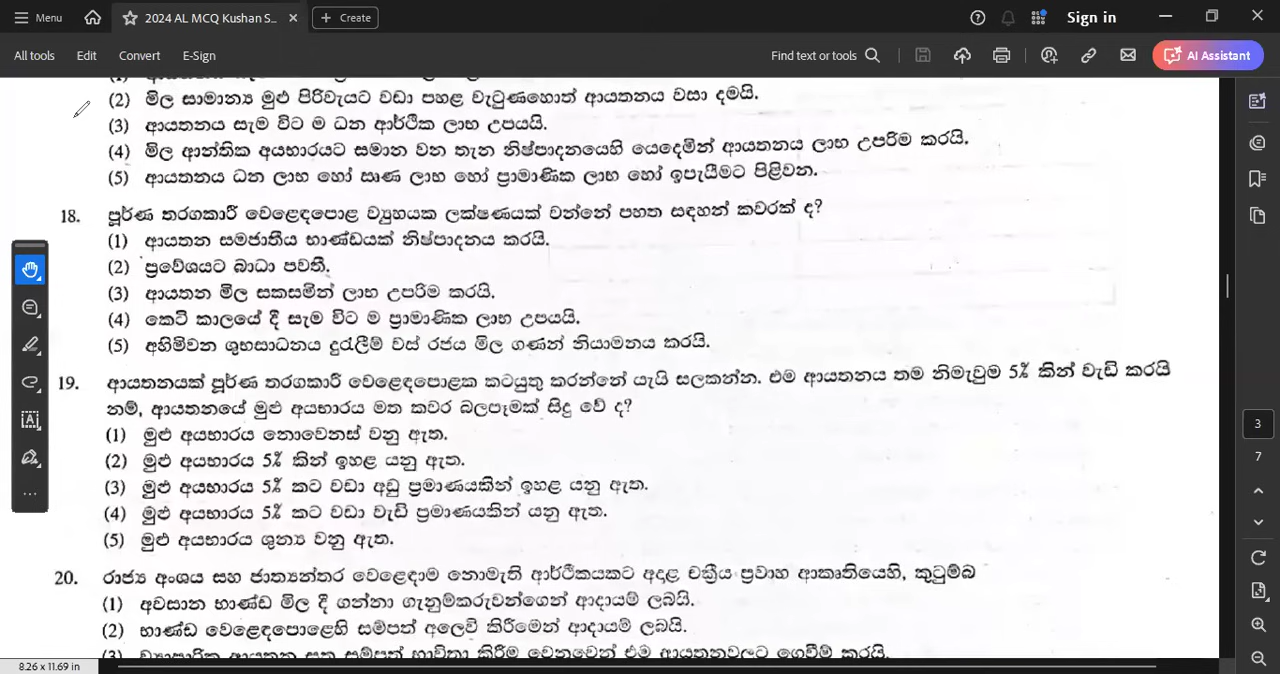 Menu 2024 AL MCQ Kushan S... Create Sign in
All tools Edit Convert E-Sign Find text or tools AI Assistant
(2) මිල සාමාන්‍ය මුළු පිරිවැයට වඩා පහළ වැටුණහොත් ආයතනය වසා දමයි.
(3) ආයතනය සැම විට ම ධන ආර්ථික ලාභ උපයයි.
(4) මිල ආන්තික අයභාරයට සමාන වන තැන නිෂ්පාදනයෙහි යෙදෙමින් ආයතනය ලාභ උපරිම කරයි.
(5) ආයතනය ධන ලාභ හෝ සෘණ ලාභ හෝ ප්‍රාමාණික ලාභ හෝ ඉපැයීමට පිළිවන.
18. පූර්ණ තරගකාරී වෙළෙඳපොළ ව්‍යුහයක ලක්ෂණයක් වන්නේ පහත සඳහන් කවරක් ද?
(1) ආයතන සමජාතීය භාණ්ඩයක් නිෂ්පාදනය කරයි.
(2) ප්‍රවේශයට බාධා පවතී.
(3) ආයතන මිල සකසමින් ලාභ උපරිම කරයි.
(4) කෙටි කාලයේ දී සැම විට ම ප්‍රාමාණික ලාභ උපයයි.
(5) අහිමිවන ශුභසාධනය දුරැලීම් වස් රජය මිල ගණන් නියාමනය කරයි.
19. ආයතනයක් පූර්ණ තරගකාරී වෙළෙඳපොළක කටයුතු කරන්නේ යැයි සලකන්න. එම ආයතනය තම නිමැවුම 5% කින් වැඩි කරයි
නම්, ආයතනයේ මුළු අයභාරය මත කවර බලපෑමක් සිදු වේ ද?
(1) මුළු අයභාරය නොවෙනස් වනු ඇත.
(2) මුළු අයභාරය 5% කින් ඉහළ යනු ඇත.
(3) මුළු අයභාරය 5% කට වඩා අඩු ප්‍රමාණයකින් ඉහළ යනු ඇත.
(4) මුළු අයභාරය 5% කට වඩා වැඩි ප්‍රමාණයකින් යනු ඇත.
(5) මුළු අයභාරය ශුන්‍ය වනු ඇත.
20. රාජ්‍ය අංශය සහ ජාත්‍යන්තර වෙළෙඳාම නොමැති ආර්ථිකයකට අදාළ චක්‍රීය ප්‍රවාහ ආකෘතියෙහි, කුටුම්බ
(1) අවසාන භාණ්ඩ මිල දී ගන්නා ගැනුම්කරුවන්ගෙන් ආදායම් ලබයි.
(2) භාණ්ඩ වෙළෙඳපොළෙහි සම්පත් අලෙවි කිරීමෙන් ආදායම් ලබයි.
(3) ව්‍යාපාරික ආයතන සතු සම්පත් භාවිතා කිරීම වෙනුවෙන් එම ආයතනවලට ගෙවීම් කරයි.
3
7
8.26 x 11.69 in